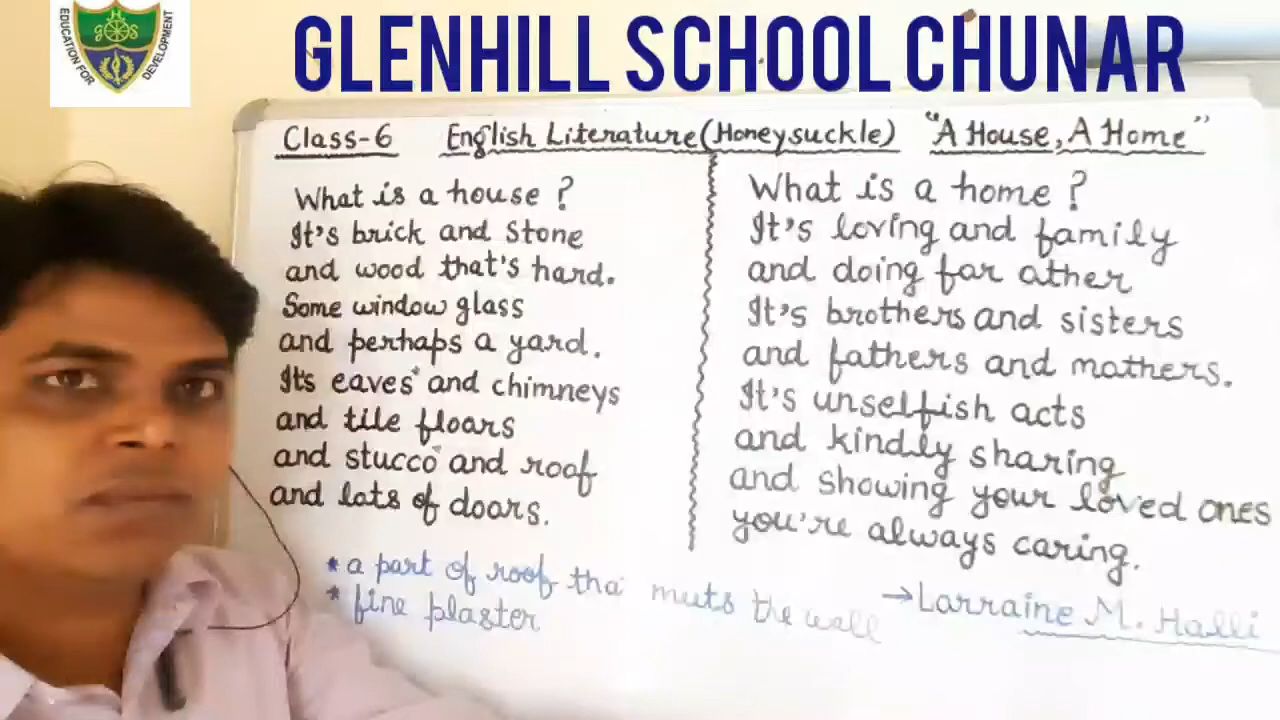 EDUCATION FOR DEVELOPMENT
GHS
GLENHILL SCHOOL CHUNAR
Class-6 English Literature (Honeysuckle) "A House, A Home"
What is a house ?
It's brick and stone
and wood that's hard.
Some window glass
and perhaps a yard.
It's eaves* and chimneys
and tile floors
and stucco* and roof
and lots of doors.
* a part of roof tha muts the wall
* fine plaster
What is a home ?
It's loving and family
and doing for other
It's brothers and sisters
and fathers and mothers.
It's unselfish acts
and kindly sharing
and showing your loved ones
you're always caring.
→Lorraine M. Halli